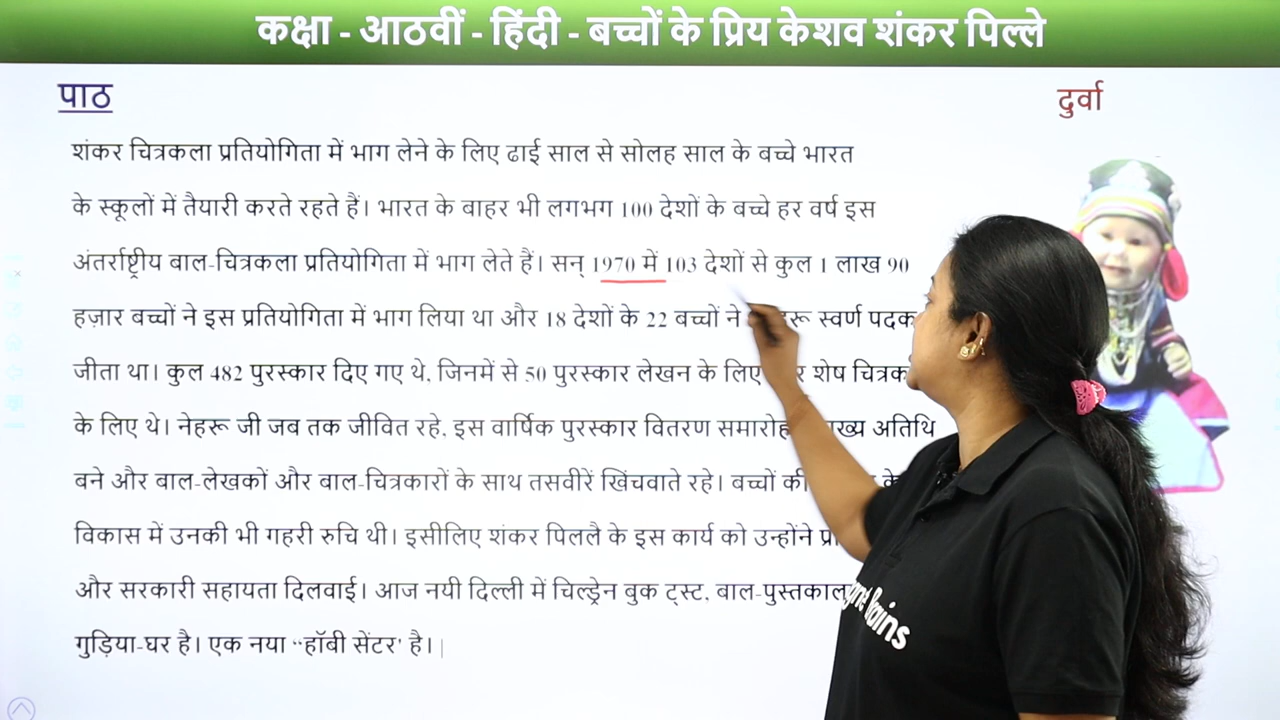 कक्षा - आठवीं - हिंदी - बच्चों के प्रिय केशव शंकर पिल्ले
पाठ
दुर्वा
शंकर चित्रकला प्रतियोगिता में भाग लेने के लिए ढाई साल से सोलह साल के बच्चे भारत
के स्कूलों में तैयारी करते रहते हैं। भारत के बाहर भी लगभग 100 देशों के बच्चे हर वर्ष इस
अंतर्राष्ट्रीय बाल-चित्रकला प्रतियोगिता में भाग लेते हैं। सन् 1970 में 103 देशों से कुल 1 लाख 90
हज़ार बच्चों ने इस प्रतियोगिता में भाग लिया था और 18 देशों के 22 बच्चों ने स्वर्ण पदक
जीता था। कुल 482 पुरस्कार दिए गए थे, जिनमें से 50 पुरस्कार लेखन के लिए शेष
के लिए थे। नेहरू जी जब तक जीवित रहे, इस वार्षिक पुरस्कार वितरण अतिथि
बने और बाल-लेखकों और बाल-चित्रकारों के साथ तसवीरें खिंचवाते रहे। बच्चों की
विकास में उनकी भी गहरी रुचि थी। इसीलिए शंकर पिललै के इस कार्य को उन्होंने
और सरकारी सहायता दिलवाई। आज नयी दिल्ली में चिल्ड्रेन बुक ट्स्ट,
गुड़िया-घर है। एक नया “हॉबी सेंटर' है।